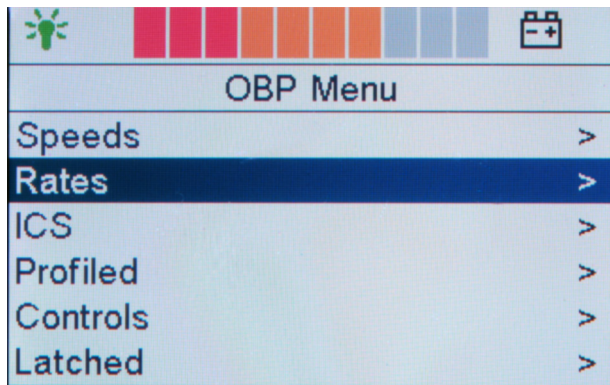 OBP Menu
Speeds >
Rates >
ICS >
Profiled >
Controls >
Latched >